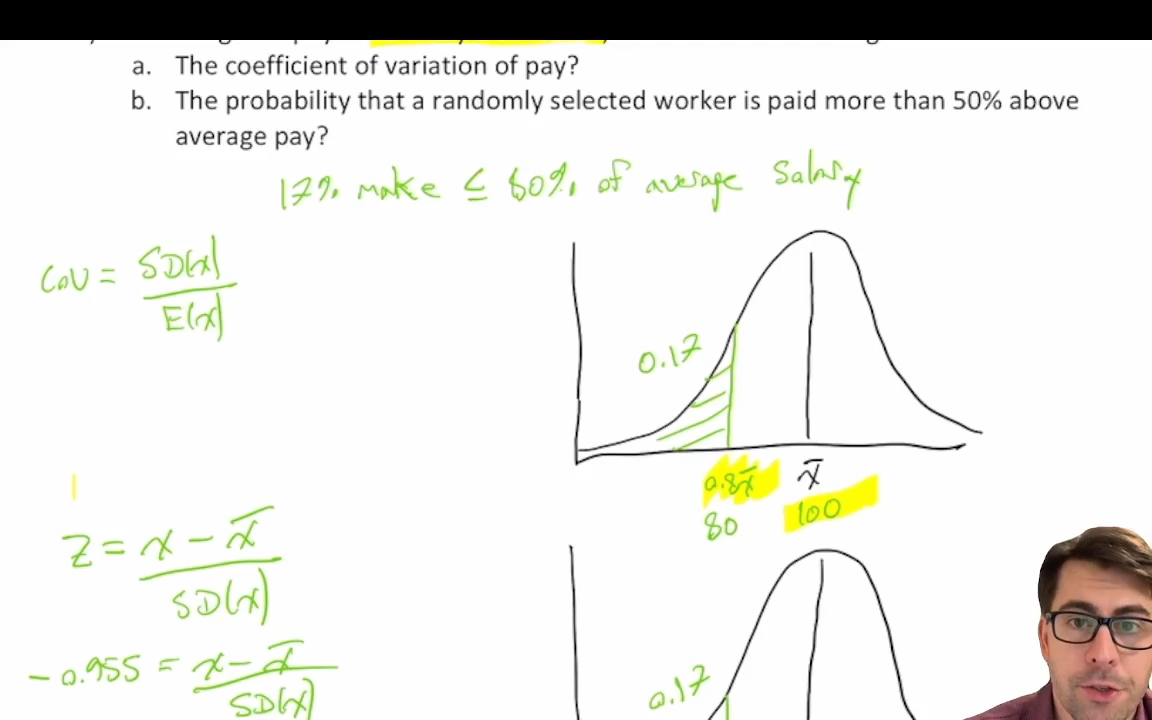 a. The coefficient of variation of pay?
b. The probability that a randomly selected worker is paid more than 50% above
average pay?
17% make ≤ 80% of average salary
CoV = SD(x) / E(x)
0.17
0.8x̄
x̄
80
100
Z = x - x̄ / SD(x)
-0.955 = x - x̄ / SD(x)
0.17